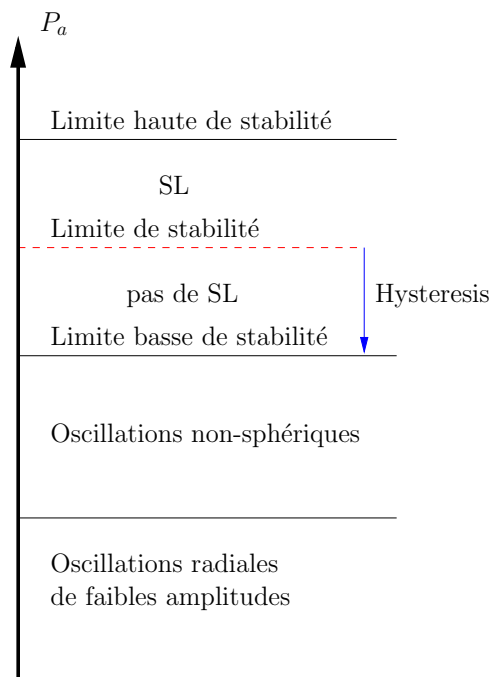 P_a
Limite haute de stabilité
SL
Limite de stabilité
pas de SL
Hysteresis
Limite basse de stabilité
Oscillations non-sphériques
Oscillations radiales
de faibles amplitudes